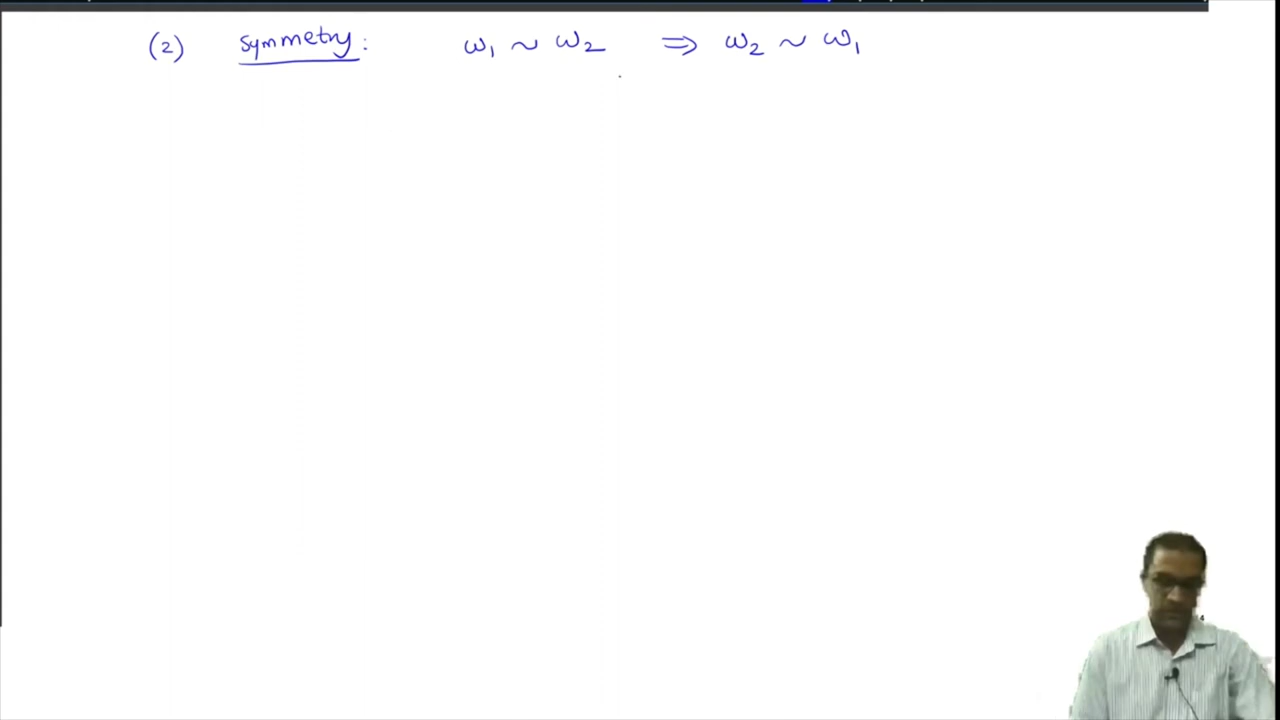 (2) Symmetry: ω₁ ~ ω₂ ⇒ ω₂ ~ ω₁